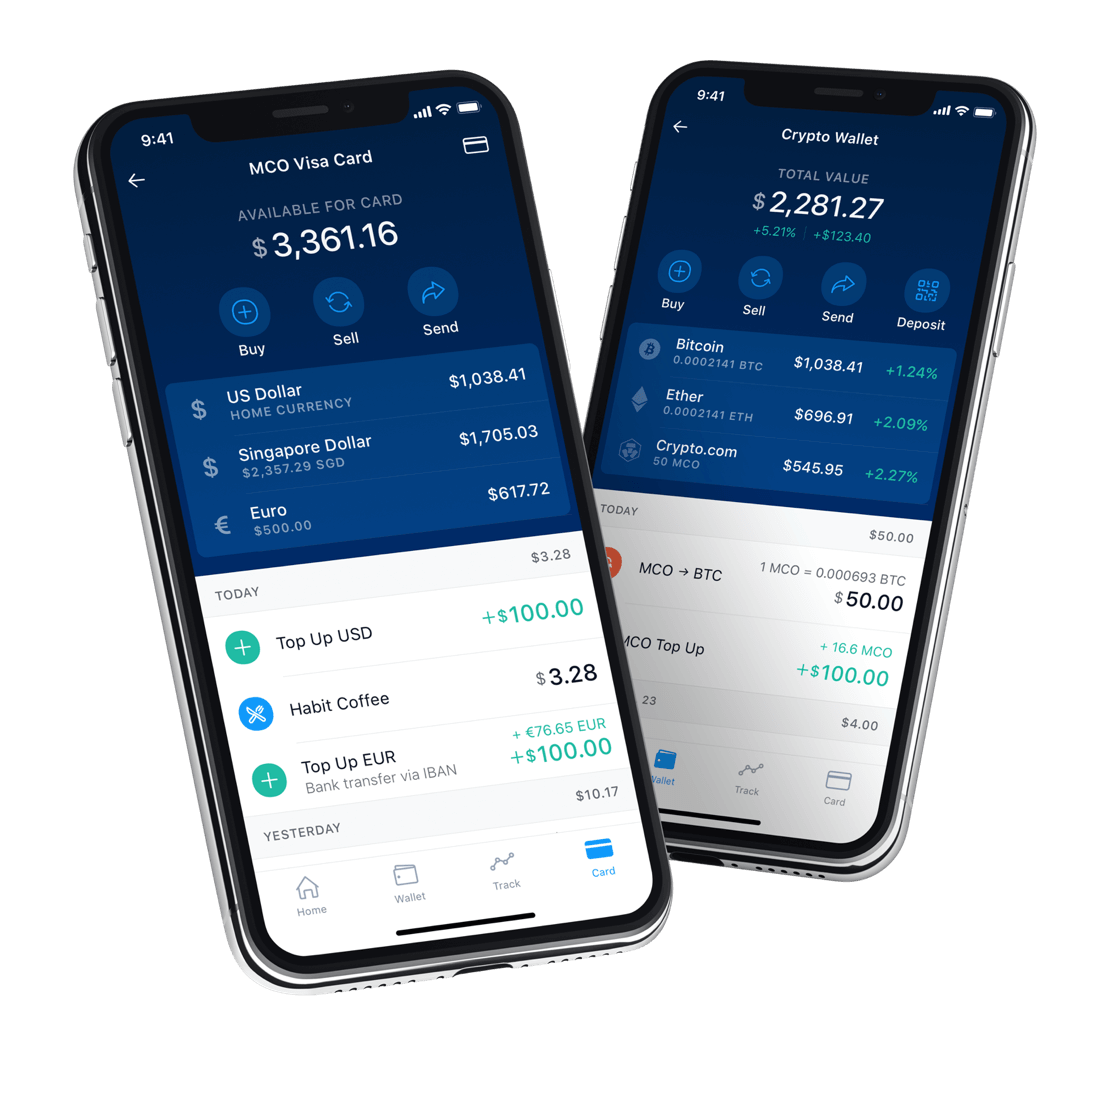 9:41
MCO Visa Card
AVAILABLE FOR CARD
$ 3,361.16
Buy
Sell
Send
US Dollar
HOME CURRENCY
$1,038.41
Singapore Dollar
$2,357.29 SGD
$1,705.03
Euro
$500.00
$617.72
TODAY
$3.28
Top Up USD
+$100.00
Habit Coffee
$ 3.28
Top Up EUR
Bank transfer via IBAN
+ €76.65 EUR
+$100.00
YESTERDAY
$10.17
Home
Wallet
Track
Card
9:41
Crypto Wallet
TOTAL VALUE
$ 2,281.27
+5.21% | +$123.40
Buy
Sell
Send
Deposit
Bitcoin
0.0002141 BTC
$1,038.41
+1.24%
Ether
0.0002141 ETH
$696.91
+2.09%
Crypto.com
50 MCO
$545.95
+2.27%
TODAY
$50.00
MCO → BTC
1 MCO = 0.000693 BTC
$ 50.00
MCO Top Up
+ 16.6 MCO
+$100.00
23
$4.00
Wallet
Track
Card